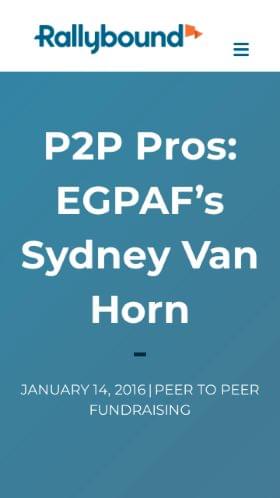 Rallybound
P2P Pros:
EGPAF’s
Sydney Van
Horn
JANUARY 14, 2016 | PEER TO PEER
FUNDRAISING